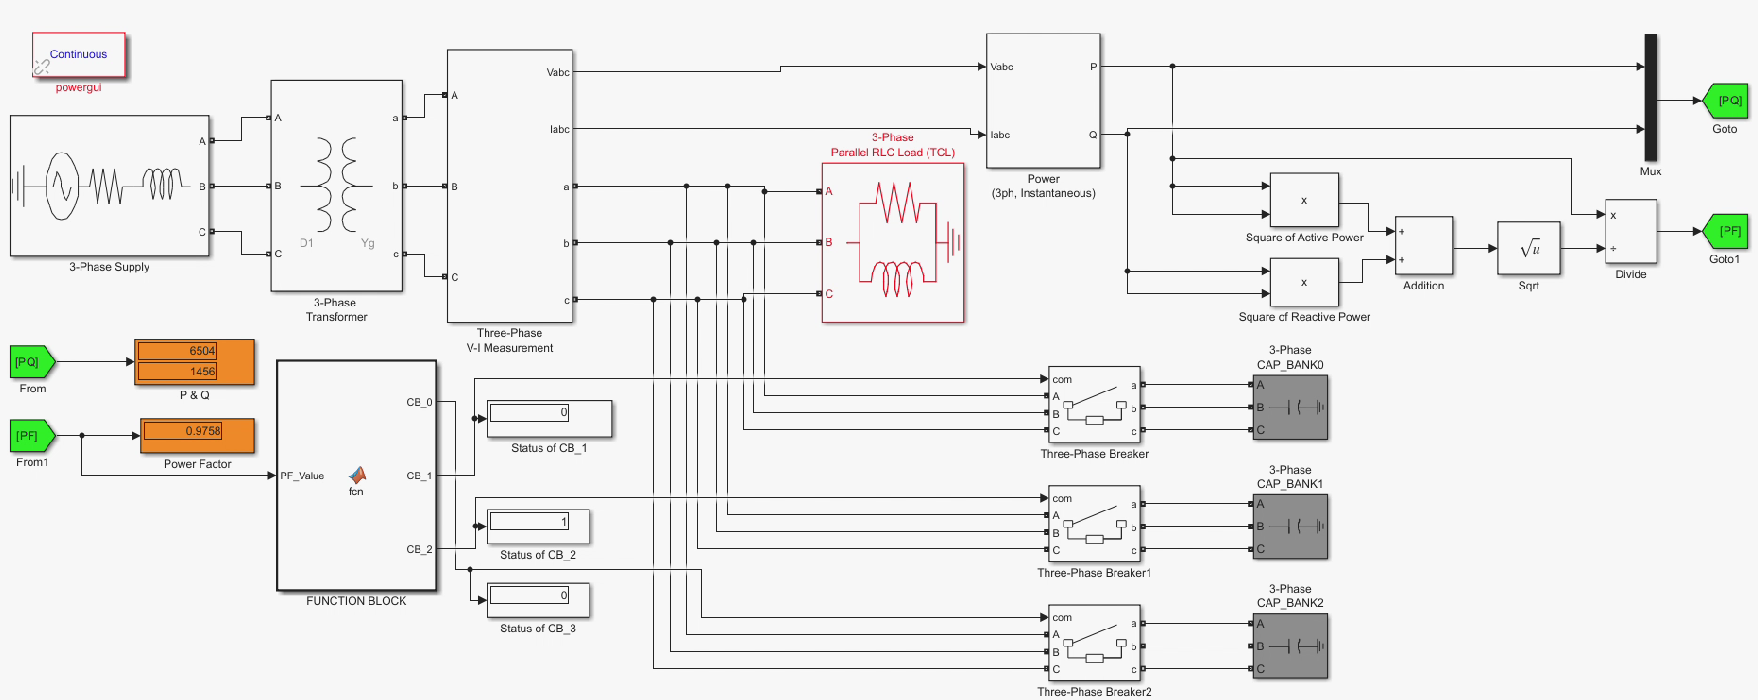 Continuous
powergui
A
B
C
3-Phase Supply
A
B
C
a
b
c
D1
Yg
3-Phase
Transformer
A
B
C
Vabc
Iabc
a
b
c
Three-Phase
V-I Measurement
3-Phase
Parallel RLC Load (TCL)
A
B
C
Vabc
Iabc
P
Q
Power
(3ph, Instantaneous)
x
Square of Active Power
x
Square of Reactive Power
+
+
Addition
√u
Sqrt
x
÷
Divide
Mux
[PQ]
Goto
[PF]
Goto1
[PQ]
From
6504
1456
P & Q
[PF]
From1
0.9758
Power Factor
PF_Value
fcn
CB_0
CB_1
CB_2
FUNCTION BLOCK
0
Status of CB_1
1
Status of CB_2
0
Status of CB_3
com
A
B
C
a
b
c
Three-Phase Breaker
3-Phase
CAP_BANK0
A
B
C
com
A
B
C
a
b
c
Three-Phase Breaker1
3-Phase
CAP_BANK1
A
B
C
com
A
B
C
a
b
c
Three-Phase Breaker2
3-Phase
CAP_BANK2
A
B
C